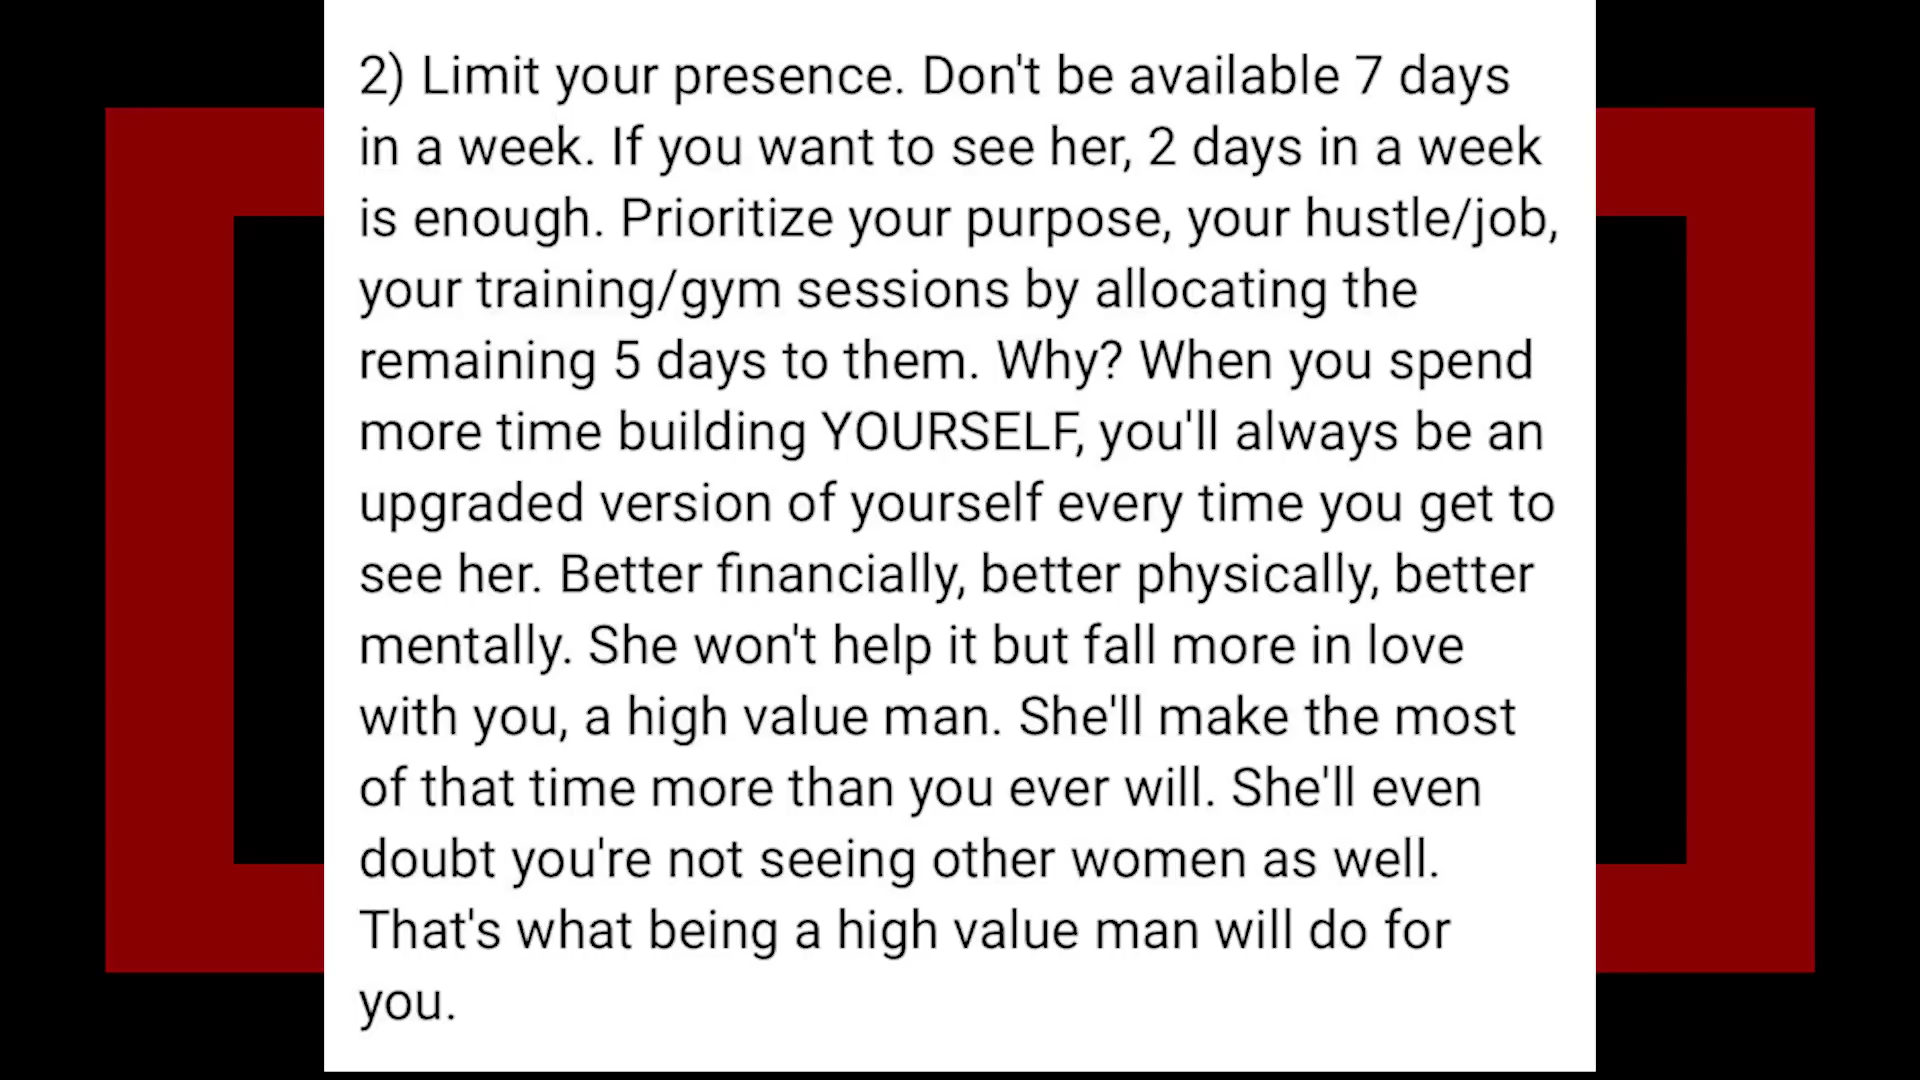 2) Limit your presence. Don't be available 7 days
in a week. If you want to see her, 2 days in a week
is enough. Prioritize your purpose, your hustle/job,
your training/gym sessions by allocating the
remaining 5 days to them. Why? When you spend
more time building YOURSELF, you'll always be an
upgraded version of yourself every time you get to
see her. Better financially, better physically, better
mentally. She won't help it but fall more in love
with you, a high value man. She'll make the most
of that time more than you ever will. She'll even
doubt you're not seeing other women as well.
That's what being a high value man will do for
you.